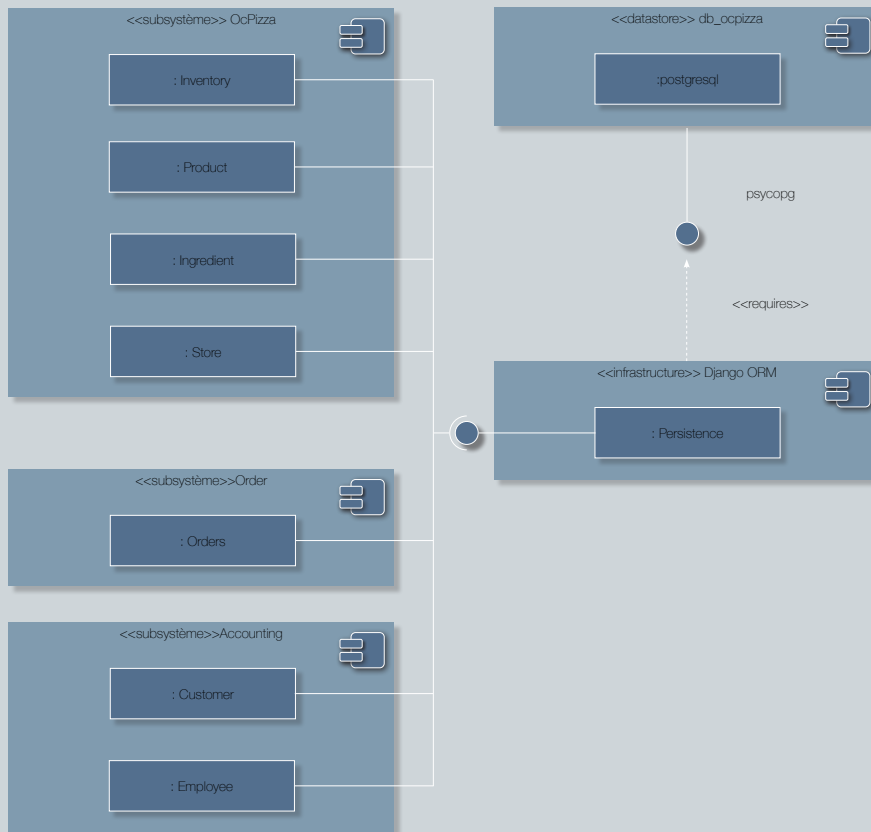 <<subsystème>> OcPizza
: Inventory
: Product
: Ingredient
: Store
<<subsystème>>Order
: Orders
<<subsystème>>Accounting
: Customer
: Employee
<<datastore>> db_ocpizza
:postgresql
psycopg
<<requires>>
<<infrastructure>> Django ORM
: Persistence